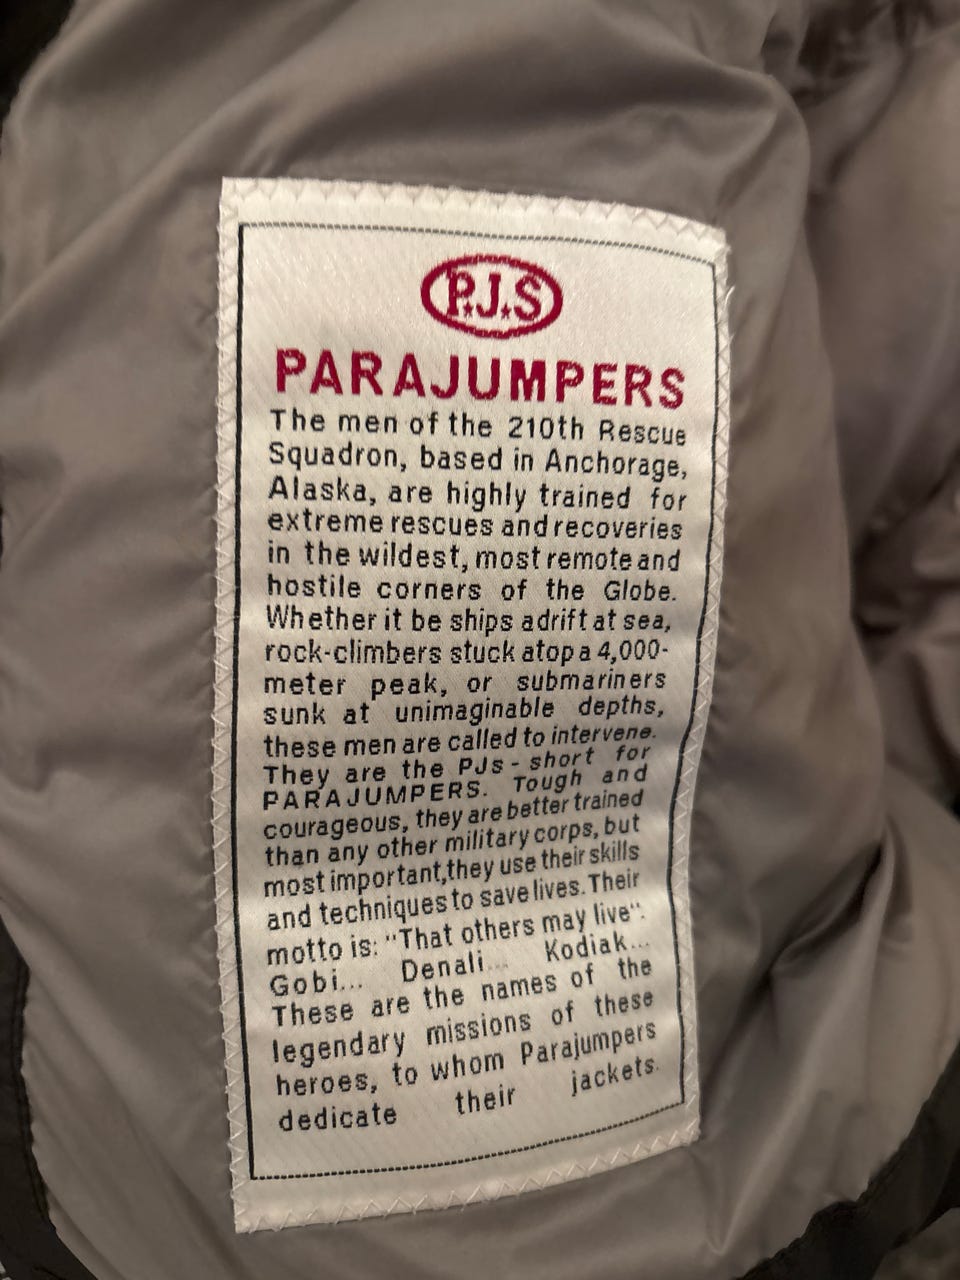 P.J.S
PARAJUMPERS
The men of the 210th Rescue
Squadron, based in Anchorage,
Alaska, are highly trained for
extreme rescues and recoveries
in the wildest, most remote and
hostile corners of the Globe.
Whether it be ships adrift at sea,
rock-climbers stuck atop a 4,000-
meter peak, or submariners
sunk at unimaginable depths,
these men are called to intervene.
They are the PJs - short for
PARAJUMPERS. Tough and
courageous, they are better trained
than any other military corps, but
most important,they use their skills
and techniques to save lives. Their
motto is: "That others may live".
Gobi... Denali... Kodiak...
These are the names of the
legendary missions of these
heroes, to whom Parajumpers
dedicate their jackets.